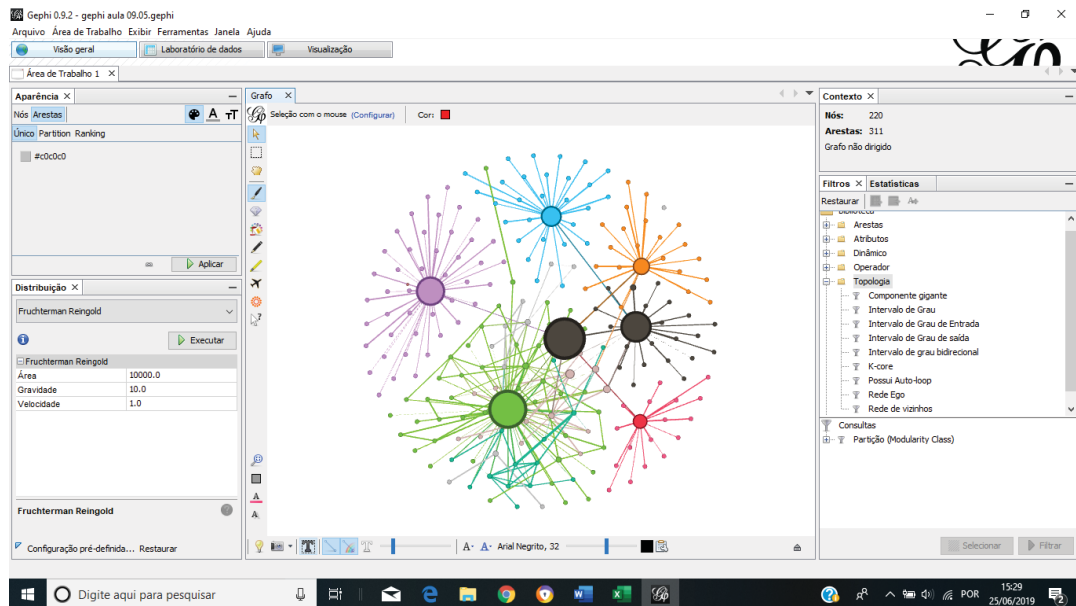 Gephi 0.9.2 - gephi aula 09.05.gephi
Arquivo Área de Trabalho Exibir Ferramentas Janela Ajuda
Visão geral Laboratório de dados Visualização
Área de Trabalho 1
Aparência
Nós Arestas
Único Partition Ranking
#c0c0c0
Aplicar
Distribuição
Fruchterman Reingold
Executar
Fruchterman Reingold
Área 10000.0
Gravidade 10.0
Velocidade 1.0
Fruchterman Reingold
Configuração pré-definida... Restaurar
Grafo
Seleção com o mouse (Configurar) Cor:
A- A- Arial Negrito, 32
Contexto
Nós: 220
Arestas: 311
Grafo não dirigido
Filtros Estatísticas
Restaurar
Biblioteca
Arestas
Atributos
Dinâmico
Operador
Topologia
Componente gigante
Intervalo de Grau
Intervalo de Grau de Entrada
Intervalo de Grau de saída
Intervalo de grau bidirecional
K-core
Possui Auto-loop
Rede Ego
Rede de vizinhos
Consultas
Partição (Modularity Class)
Selecionar Filtrar
Digite aqui para pesquisar
POR
15:29
25/06/2019